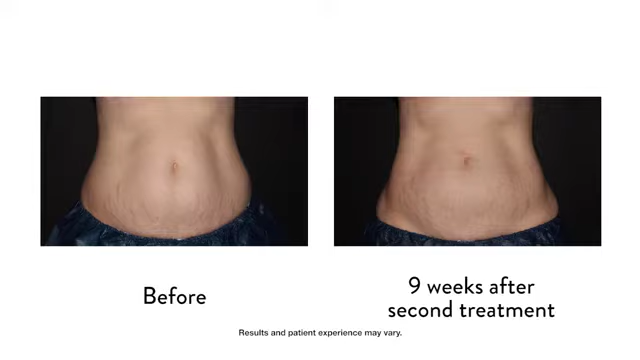 Before
9 weeks after
second treatment
Results and patient experience may vary.